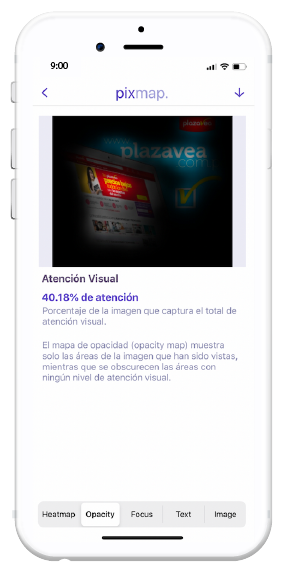 9:00
pixmap.
plazavea
www.
plazavea
.com
Atención Visual
40.18% de atención
Porcentaje de la imagen que captura el total de
atención visual.
El mapa de opacidad (opacity map) muestra
solo las áreas de la imagen que han sido vistas,
mientras que se obscurecen las áreas con
ningún nivel de atención visual.
Heatmap Opacity Focus Text Image